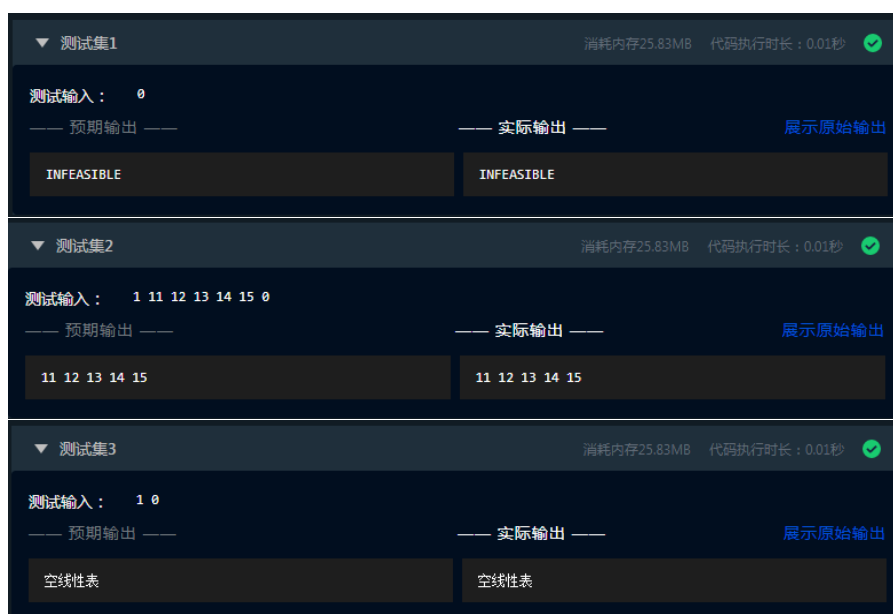 ▼ 测试集1 消耗内存25.83MB 代码执行时长：0.01秒
测试输入： 0
—— 预期输出 —— —— 实际输出 —— 展示原始输出
INFEASIBLE INFEASIBLE
▼ 测试集2 消耗内存25.83MB 代码执行时长：0.01秒
测试输入： 1 11 12 13 14 15 0
—— 预期输出 —— —— 实际输出 —— 展示原始输出
11 12 13 14 15 11 12 13 14 15
▼ 测试集3 消耗内存25.83MB 代码执行时长：0.01秒
测试输入： 1 0
—— 预期输出 —— —— 实际输出 —— 展示原始输出
空线性表 空线性表